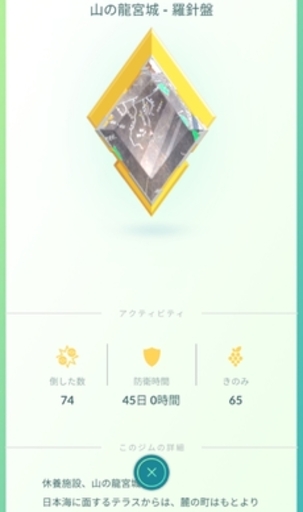 山の龍宮城 - 羅針盤
アクティビティ
倒した数
防衛時間
きのみ
74
45日 0時間
65
このジムの詳細
休養施設、山の龍宮城
日本海に面するテラスからは、麓の町はもとより